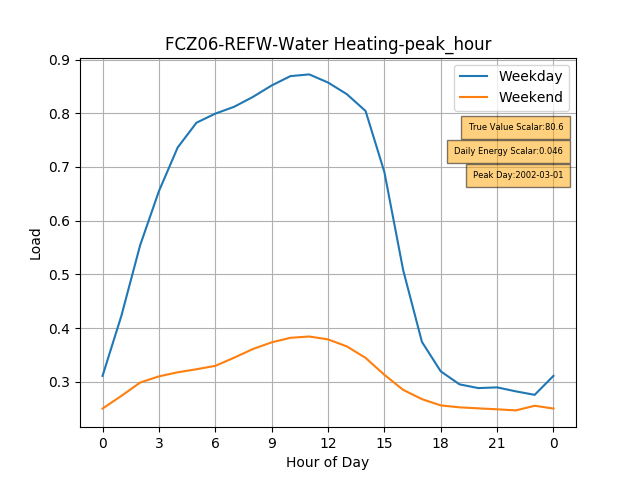 FCZ06-REFW-Water Heating-peak_hour
Weekday
Weekend
True Value Scalar:80.6
Daily Energy Scalar:0.046
Peak Day:2002-03-01
Load
0.9
0.8
0.7
0.6
0.5
0.4
0.3
0 3 6 9 12 15 18 21 0
Hour of Day